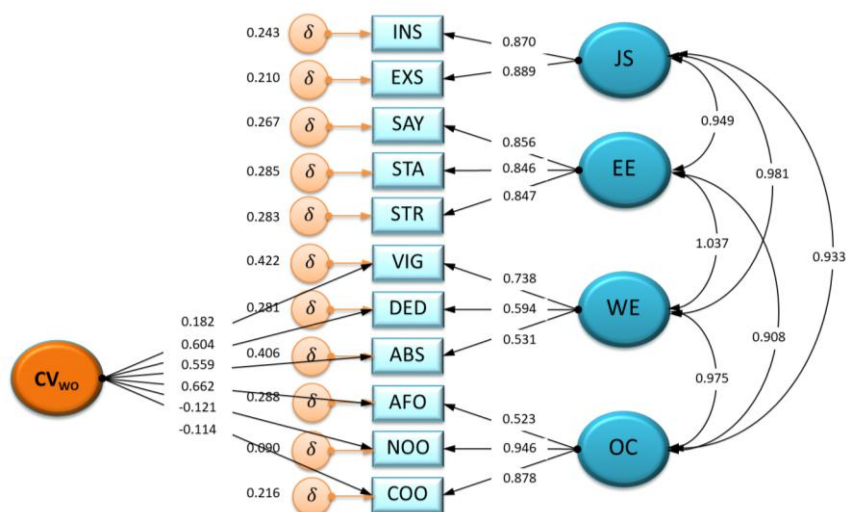 0.243 δ INS 0.870 JS
0.210 δ EXS 0.889
0.267 δ SAY 0.856 0.949
0.285 δ STA 0.846 EE 0.981
0.283 δ STR 0.847
0.422 δ VIG 0.738 1.037 0.933
0.281 δ DED 0.594 WE
0.182
0.604
0.406 δ ABS 0.531 0.908
0.559
CV_WO 0.662 0.975
0.288 δ AFO 0.523
-0.121
-0.114
0.090 δ NOO 0.946 OC
0.216 δ COO 0.878